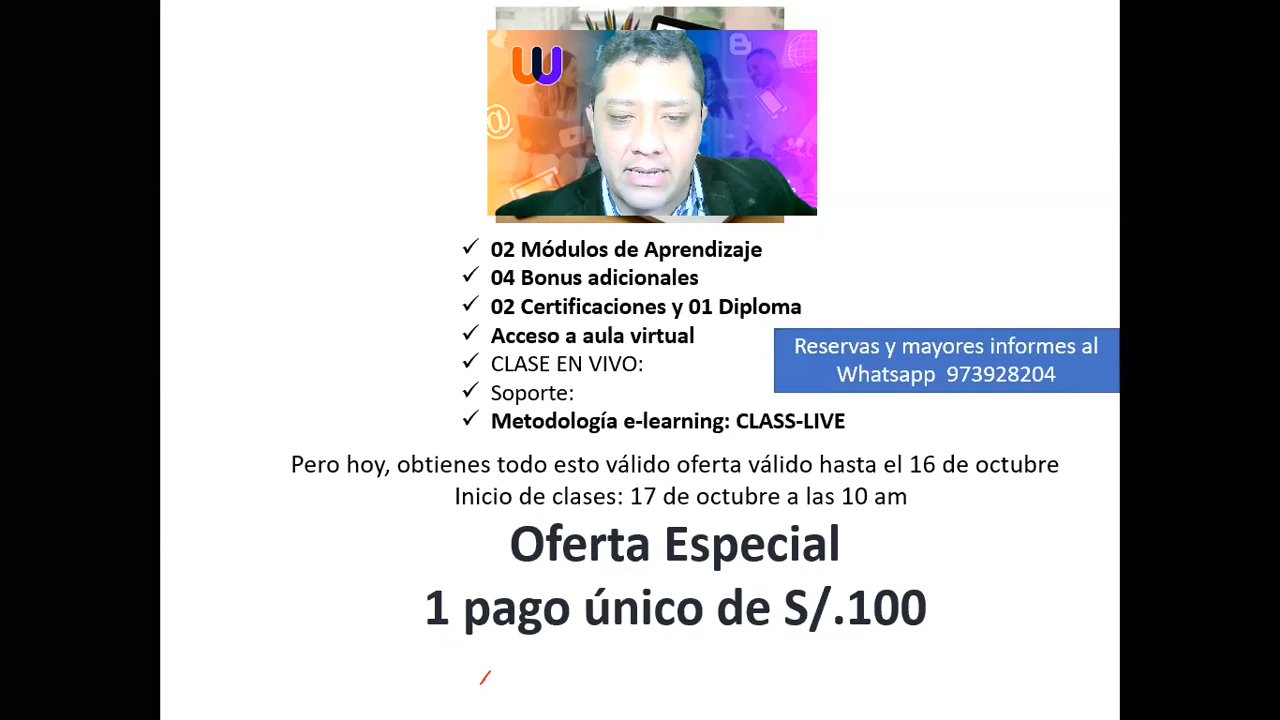 02 Módulos de Aprendizaje
04 Bonus adicionales
02 Certificaciones y 01 Diploma
Acceso a aula virtual
CLASE EN VIVO:
Soporte:
Metodología e-learning: CLASS-LIVE
Reservas y mayores informes al
Whatsapp 973928204
Pero hoy, obtienes todo esto válido oferta válido hasta el 16 de octubre
Inicio de clases: 17 de octubre a las 10 am
Oferta Especial
1 pago único de S/.100